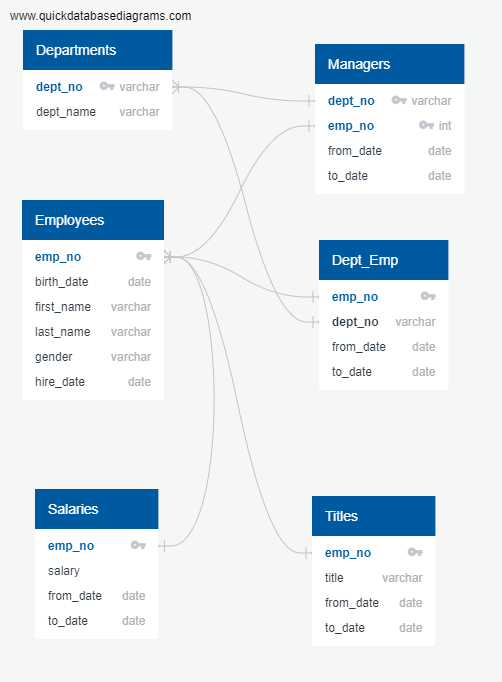 www.quickdatabasediagrams.com
Departments
dept_no varchar
dept_name varchar
Managers
dept_no varchar
emp_no int
from_date date
to_date date
Employees
emp_no
birth_date date
first_name varchar
last_name varchar
gender varchar
hire_date date
Dept_Emp
emp_no
dept_no varchar
from_date date
to_date date
Salaries
emp_no
salary
from_date date
to_date date
Titles
emp_no
title varchar
from_date date
to_date date